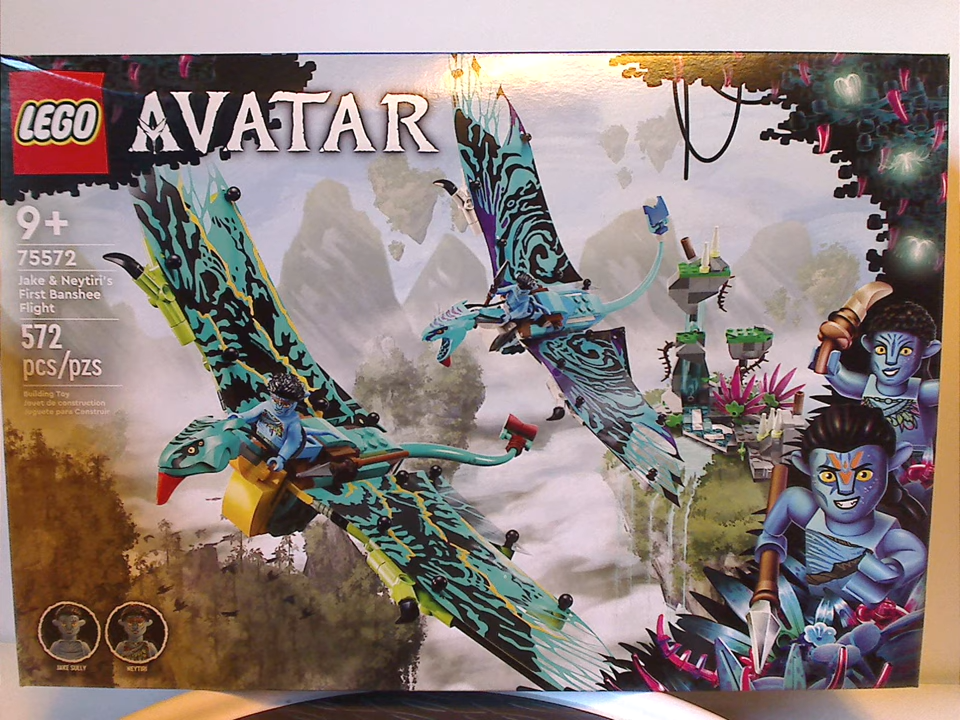 LEGO
AVATAR
9+
75572
Jake & Neytiri's
First Banshee
Flight
572
pcs/pzs
Building Toy
Jouet de construction
Juguete para Construir
JAKE SULLY
NEYTIRI